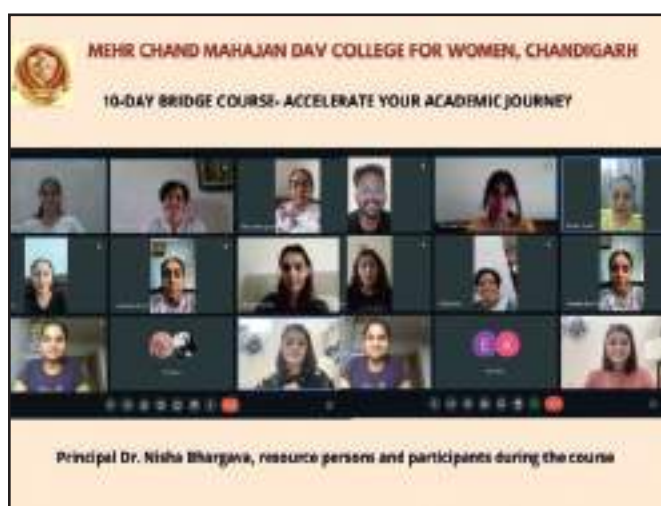 MEHR CHAND MAHAJAN DAV COLLEGE FOR WOMEN, CHANDIGARH
10-DAY BRIDGE COURSE- ACCELERATE YOUR ACADEMIC JOURNEY
E A
Principal Dr. Nisha Bhargava, resource persons and participants during the course